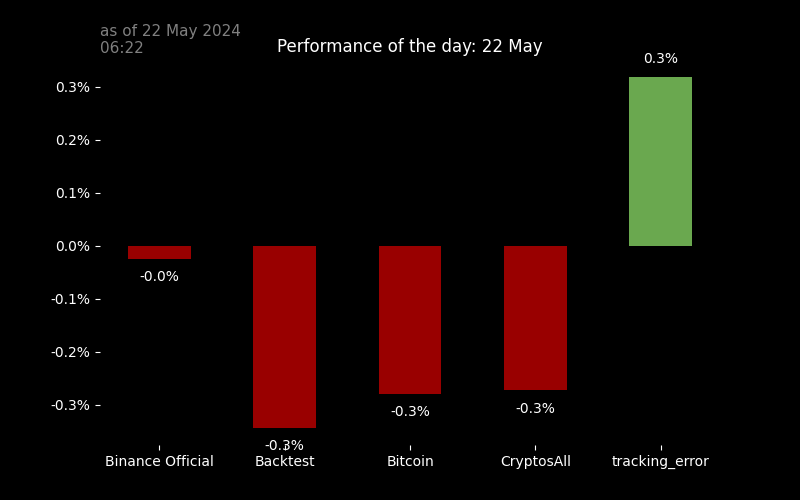 as of 22 May 2024
06:22
Performance of the day: 22 May
0.3%
0.3%
0.2%
0.1%
0.0%
-0.1%
-0.2%
-0.3%
-0.0%
-0.3%
-0.3%
-0.3%
Binance Official
Backtest
Bitcoin
CryptosAll
tracking_error